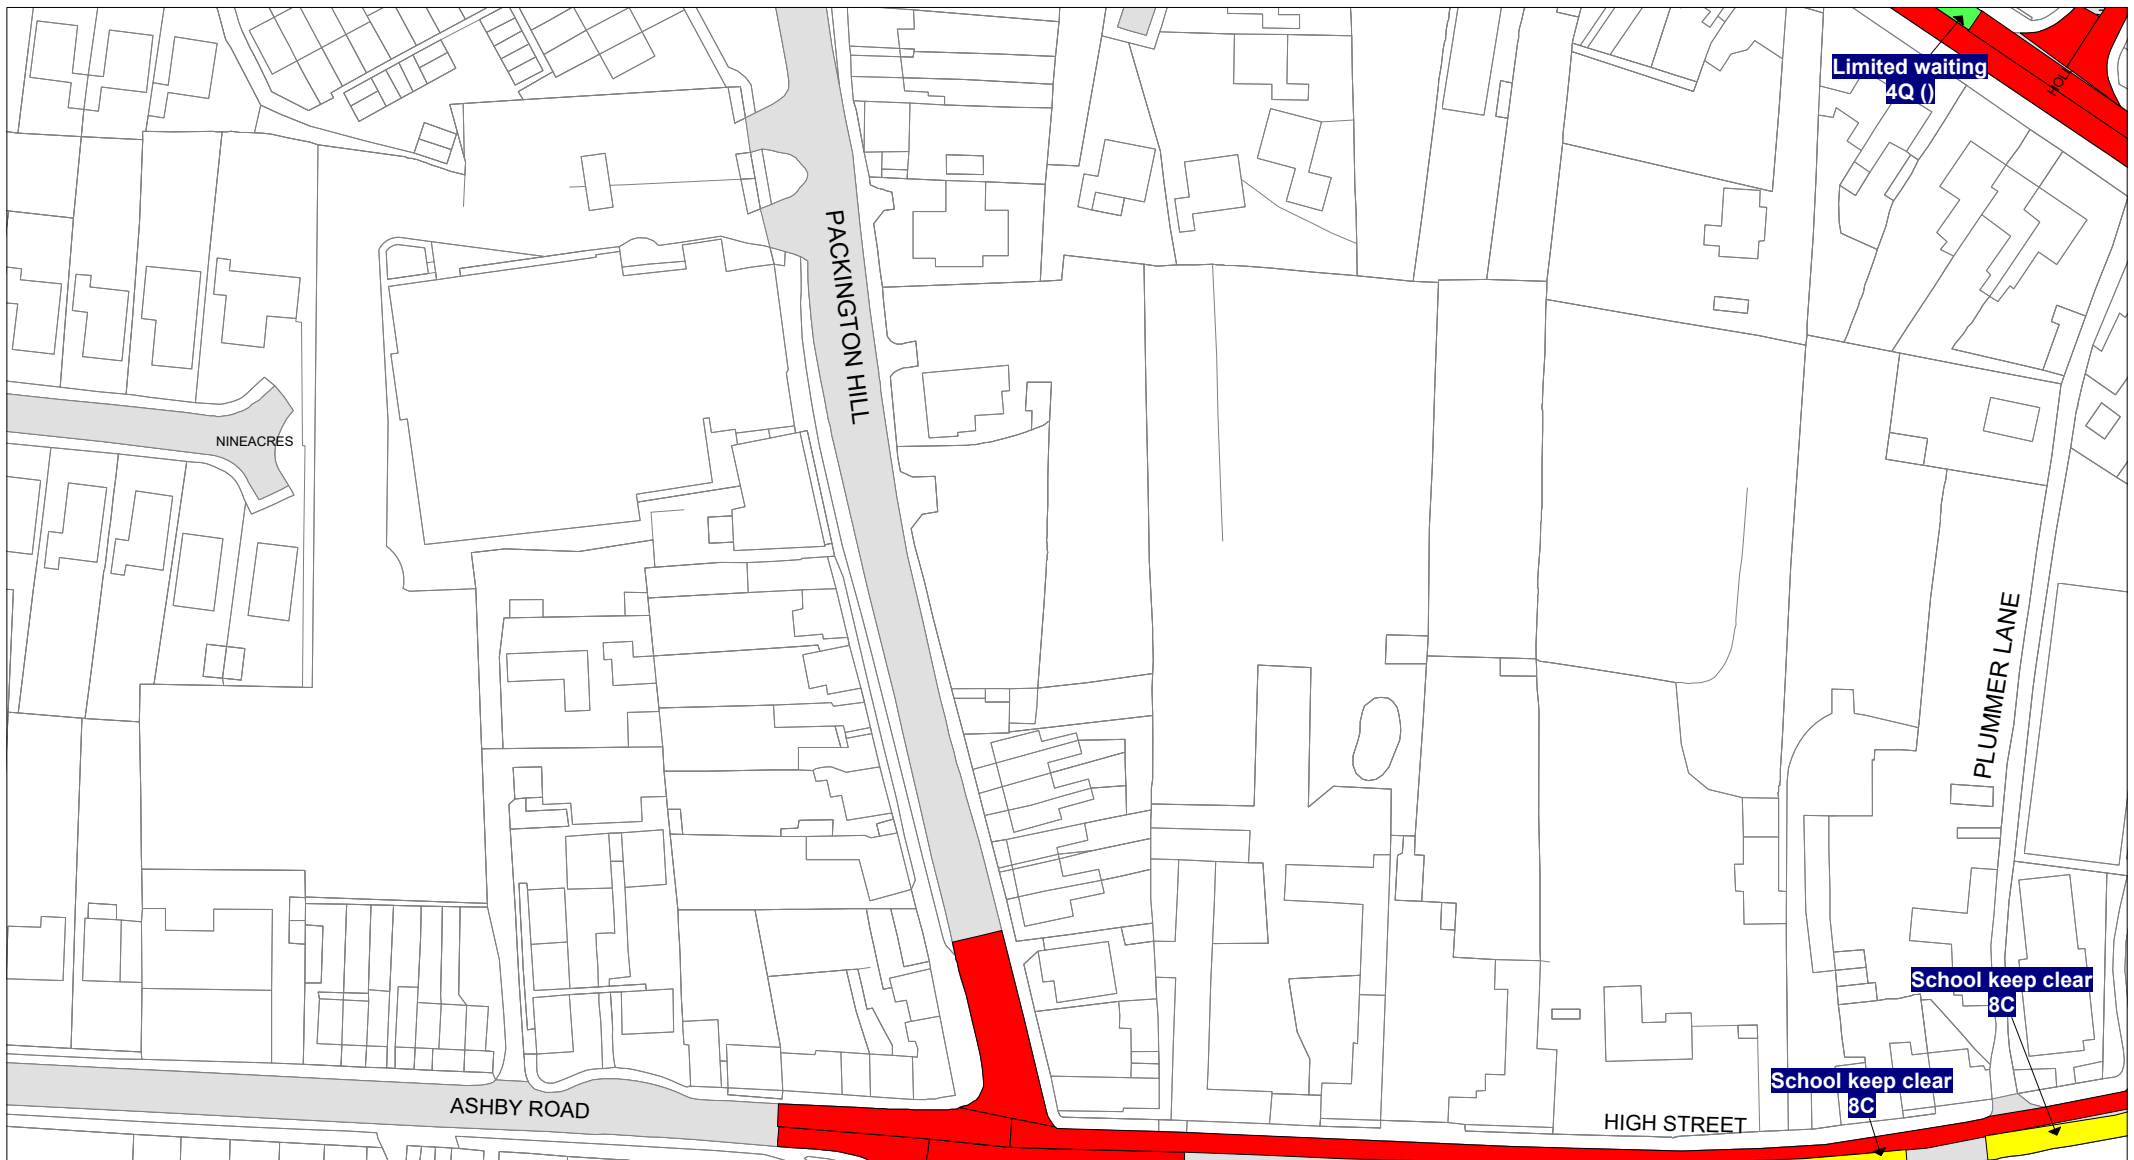 Limited waiting
4Q ()
HOL
PACKINGTON HILL
NINEACRES
PLUMMER LANE
School keep clear
8C
School keep clear
8C
ASHBY ROAD
HIGH STREET